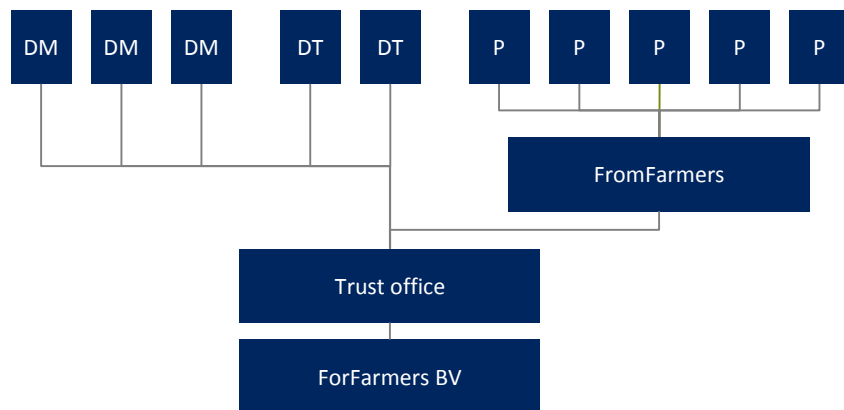 DM DM DM DT DT P P P P P
FromFarmers
Trust office
ForFarmers BV